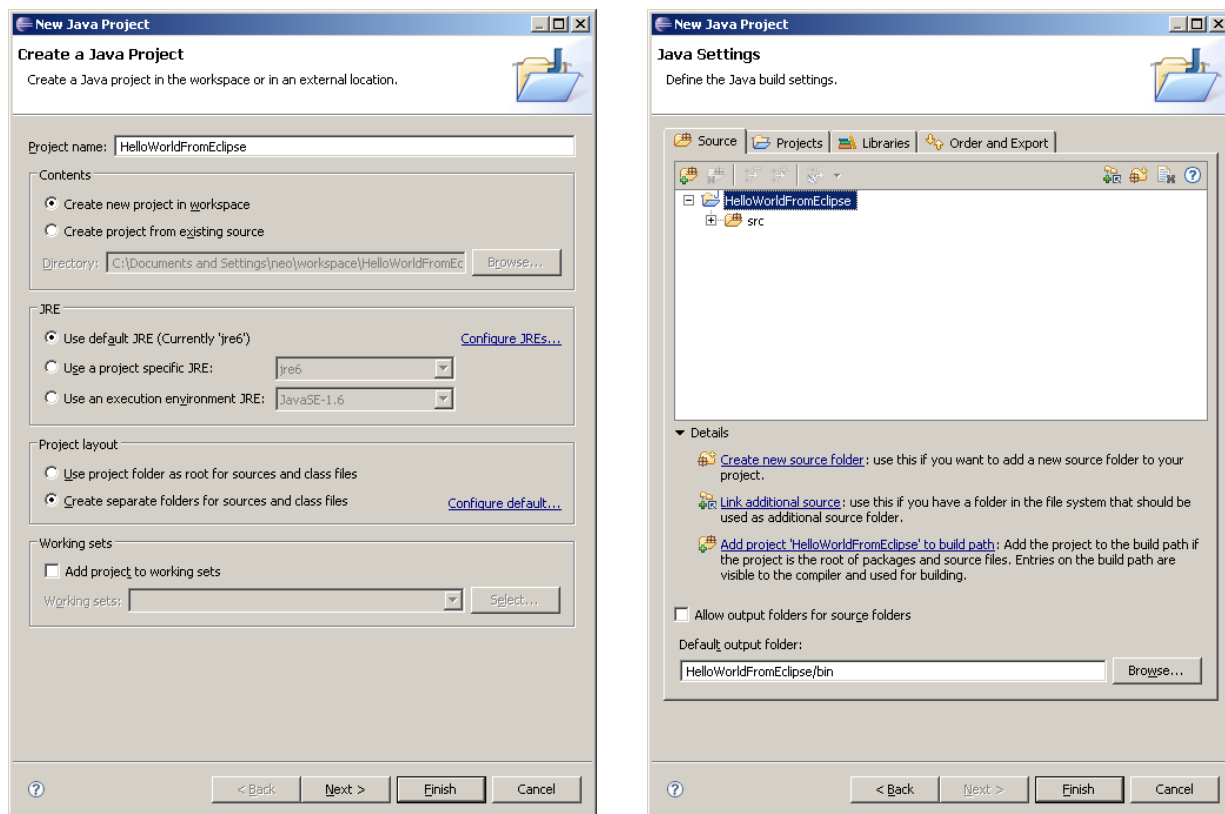 New Java Project
Create a Java Project
Create a Java project in the workspace or in an external location.
Project name: HelloWorldFromEclipse
Contents
Create new project in workspace
Create project from existing source
Directory: C:\Documents and Settings\neo\workspace\HelloWorldFromEc Browse...
JRE
Use default JRE (Currently 'jre6') Configure JREs...
Use a project specific JRE: jre6
Use an execution environment JRE: JavaSE-1.6
Project layout
Use project folder as root for sources and class files
Create separate folders for sources and class files Configure default...
Working sets
Add project to working sets
Working sets: Select...
? < Back Next > Finish Cancel
New Java Project
Java Settings
Define the Java build settings.
Source Projects Libraries Order and Export
HelloWorldFromEclipse
src
Details
Create new source folder: use this if you want to add a new source folder to your
project.
Link additional source: use this if you have a folder in the file system that should be
used as additional source folder.
Add project 'HelloWorldFromEclipse' to build path: Add the project to the build path if
the project is the root of packages and source files. Entries on the build path are
visible to the compiler and used for building.
Allow output folders for source folders
Default output folder:
HelloWorldFromEclipse/bin Browse...
? < Back Next > Finish Cancel